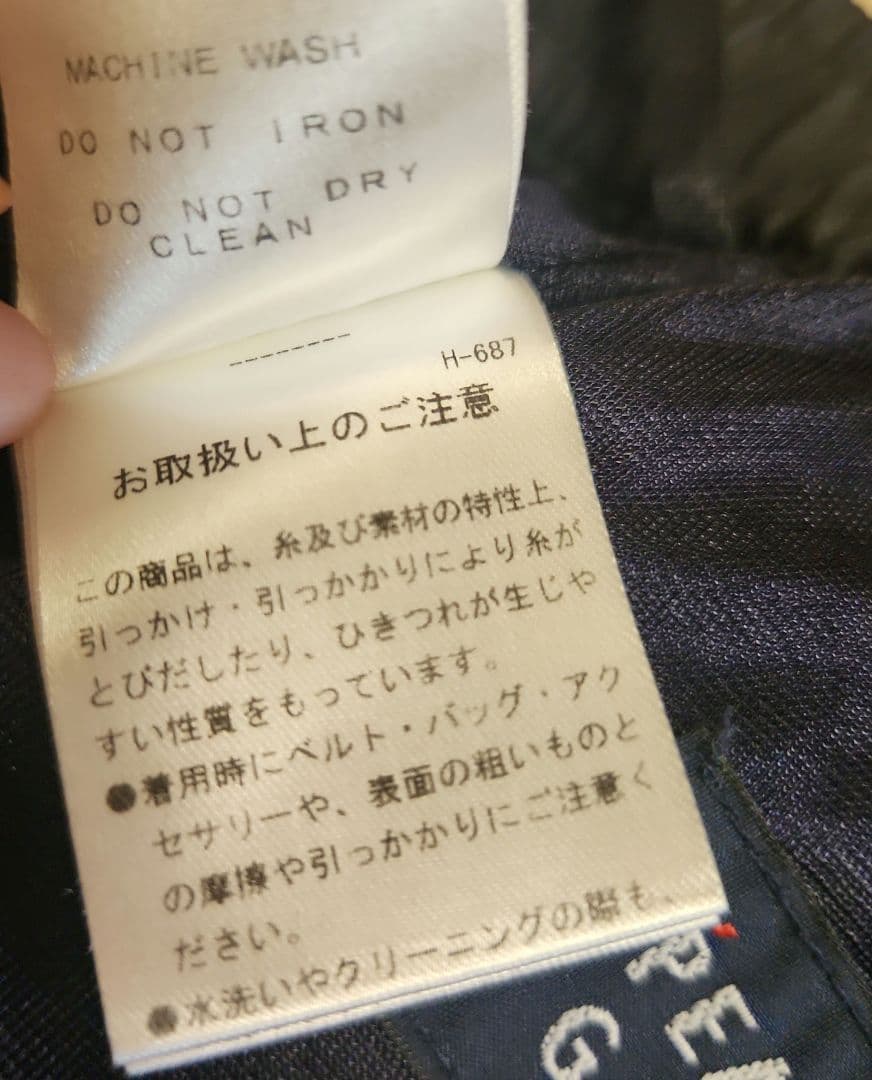 MACHINE WASH
DO NOT IRON
DO NOT DRY
CLEAN
--------
H-687
お取扱い上のご注意
この商品は、糸及び素材の特性上、
引っかけ・引っかかりにより糸が
とびだしたり、ひきつれが生じや
すい性質をもっています。
●着用時にベルト・バッグ・アク
セサリーや、表面の粗いものと
の摩擦や引っかかりにご注意く
ださい。
●水洗いやクリーニングの際も、
G